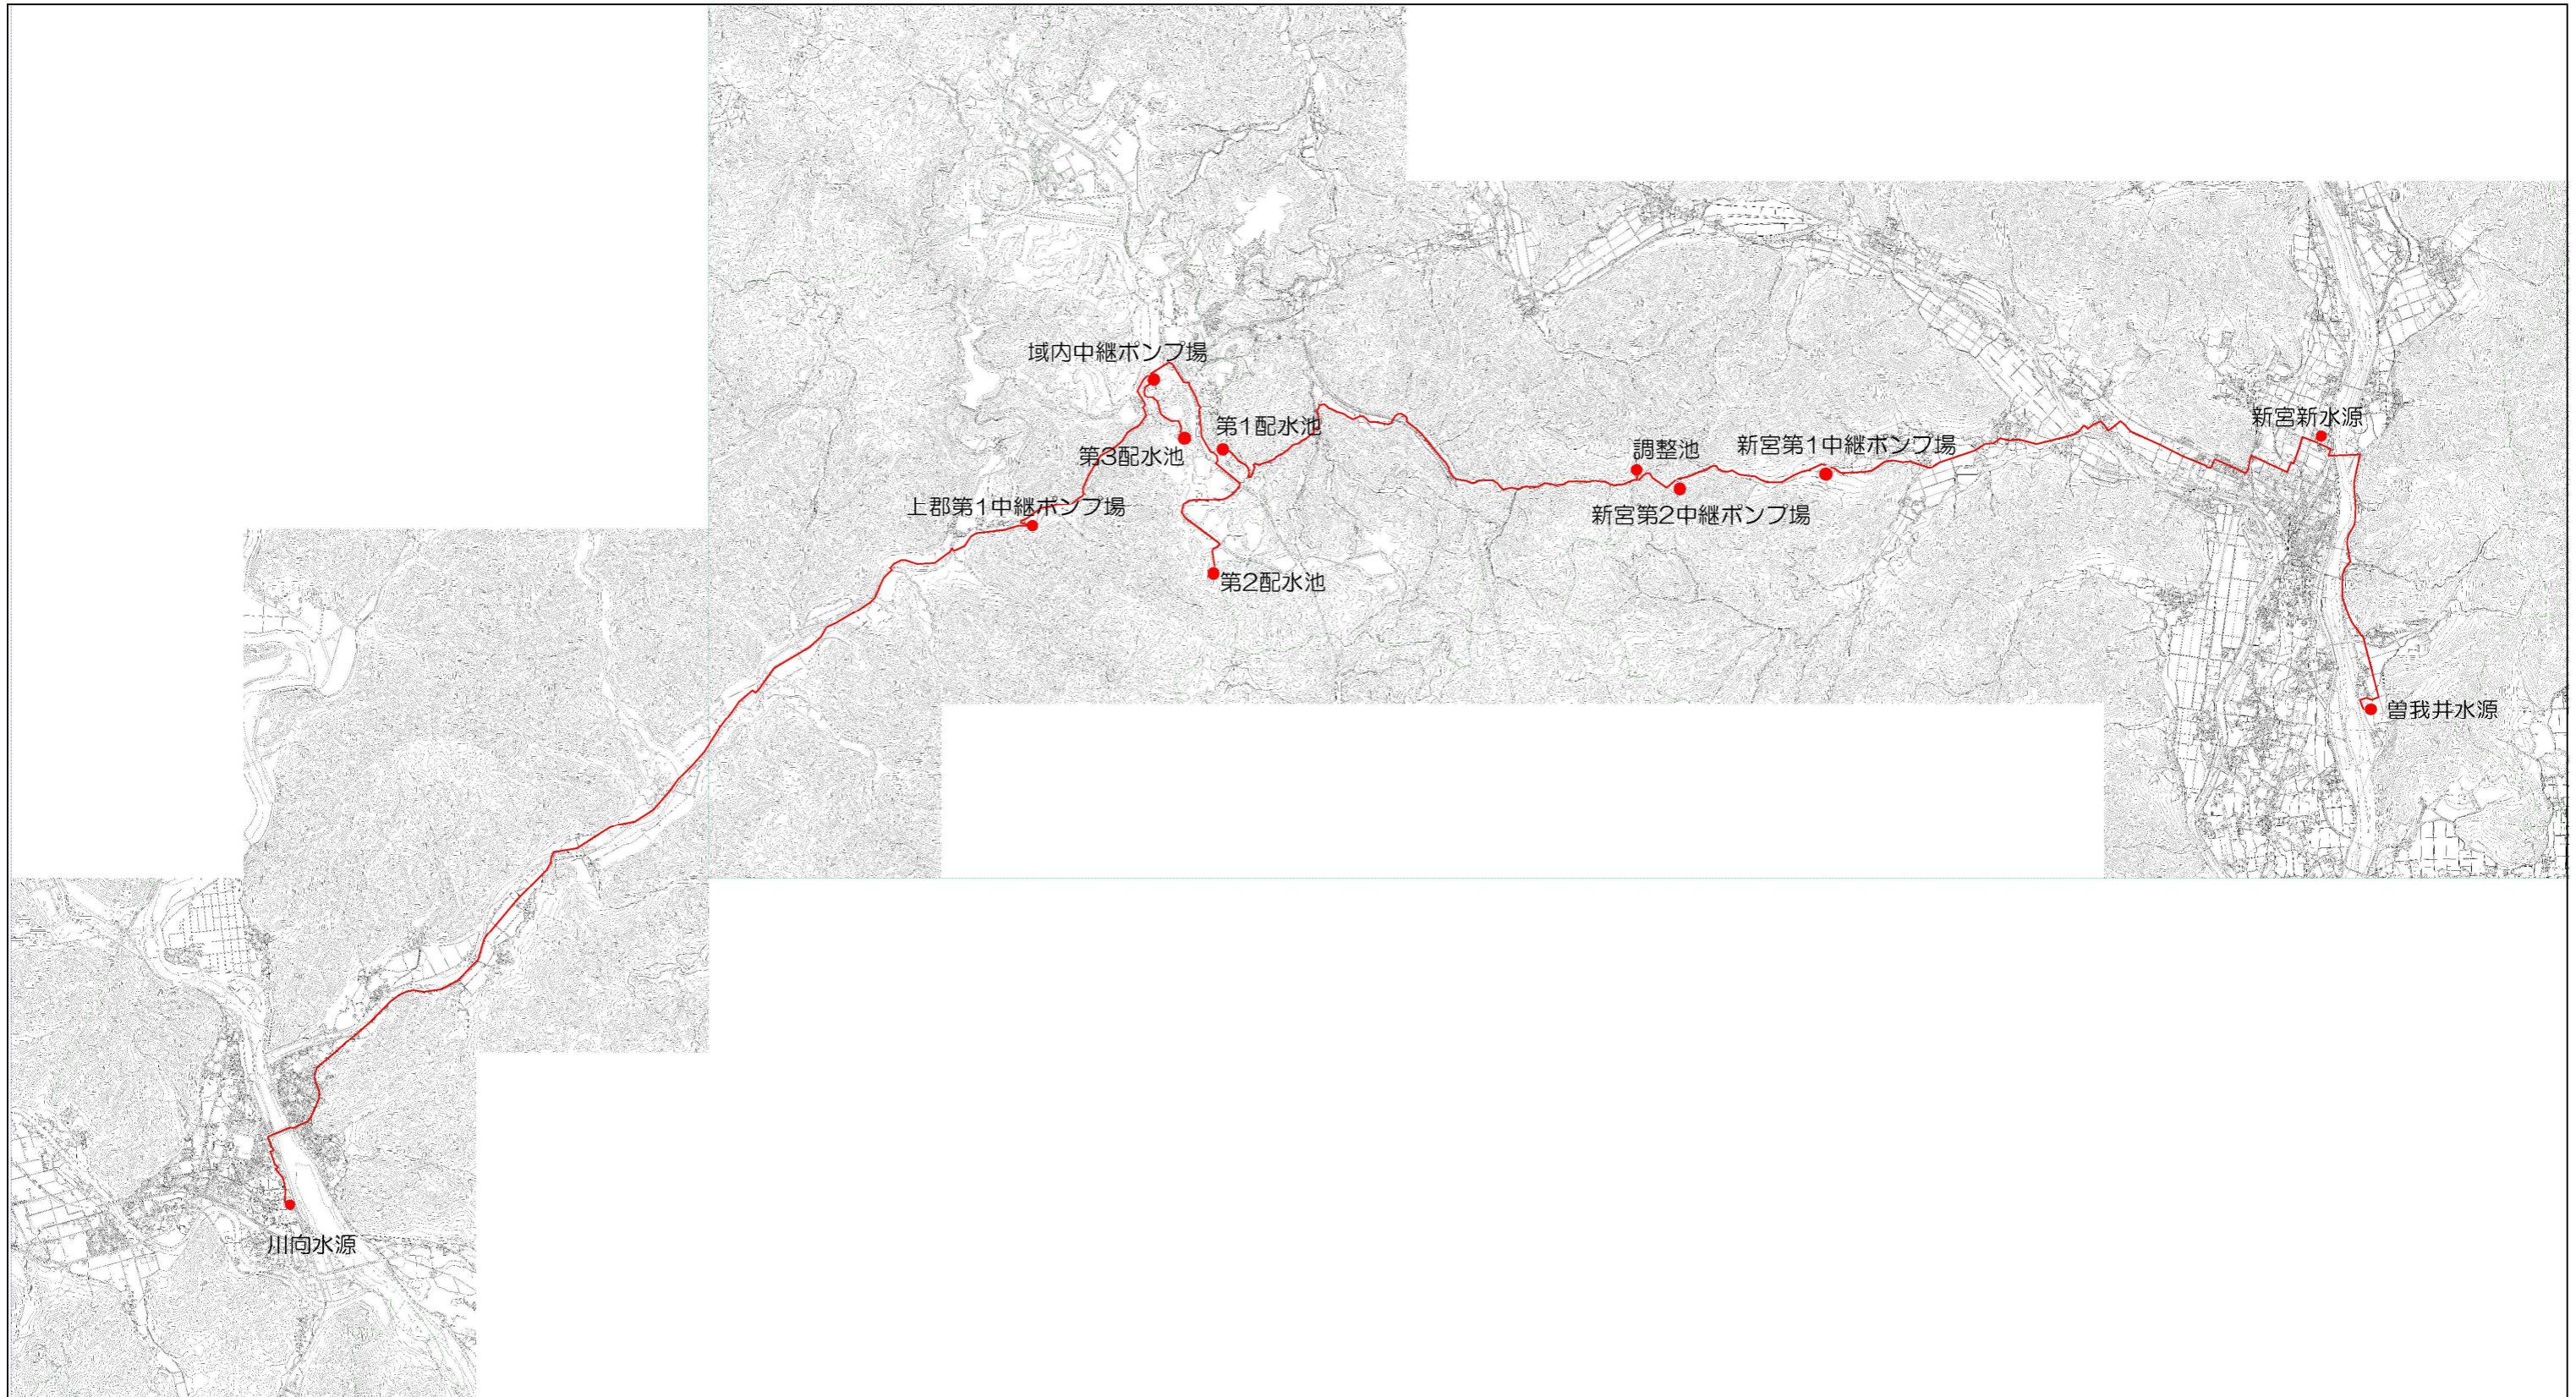 域内中継ポンプ場
第1配水池
新宮新水源
新宮第1中継ポンプ場
調整池
第3配水池
上郡第1中継ポンプ場
新宮第2中継ポンプ場
第2配水池
曽我井水源
川向水源